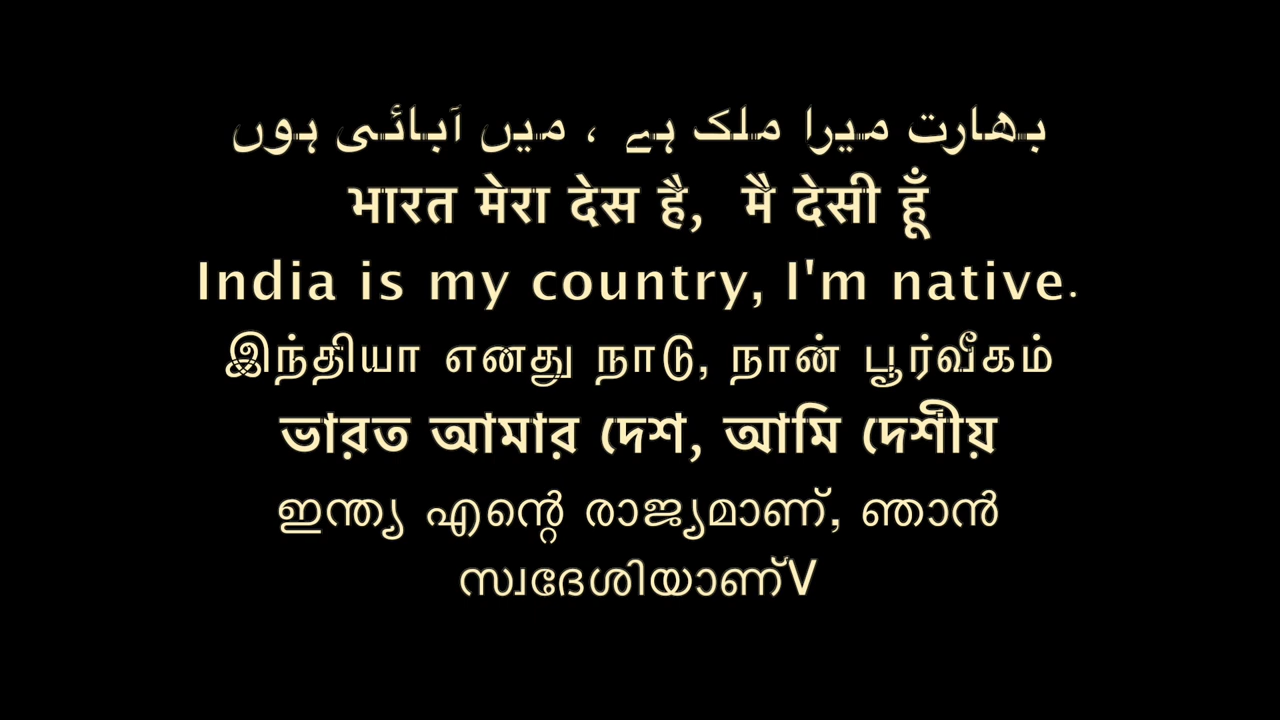 بھارت میرا ملک ہے ، میں آبائی ہوں
भारत मेरा देस है, मै देसी हूँ
India is my country, I'm native.
இந்தியா எனது நாடு, நான் பூர்வீகம்
ভারত আমার দেশ, আমি দেশীয়
ഇന്ത്യ എന്റെ രാജ്യമാണ്, ഞാൻ
സ്വദേശിയാണ്V